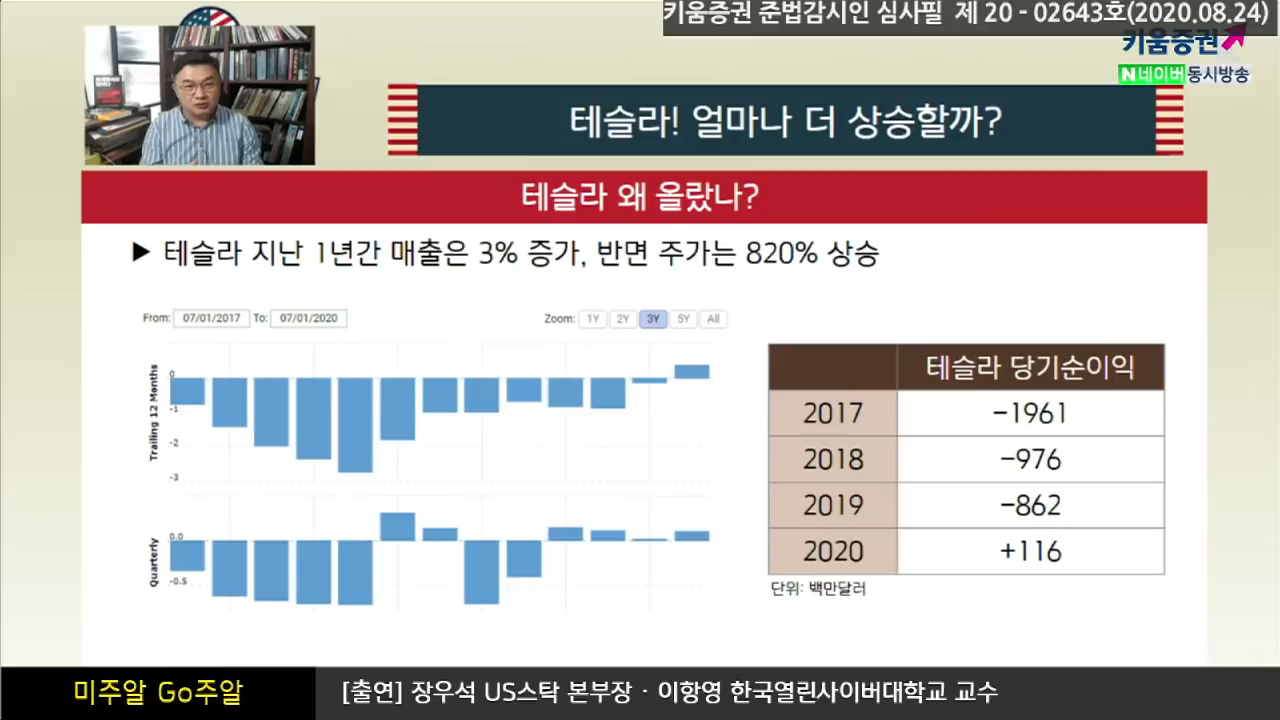 키움증권 준법감시인 심사필 제 20 - 02643호(2020.08.24)
키움증권
N 네이버 동시방송
테슬라! 얼마나 더 상승할까?
테슬라 왜 올랐나?
▶ 테슬라 지난 1년간 매출은 3% 증가, 반면 주가는 820% 상승
From: 07/01/2017 To: 07/01/2020 Zoom: 1Y 2Y 3Y 5Y All
Trailing 12 Months
0
-1
-2
-3
Quarterly
0.0
-0.5
테슬라 당기순이익
2017 -1961
2018 -976
2019 -862
2020 +116
단위: 백만달러
미주알 Go주알
[출연] 장우석 US스탁 본부장 · 이항영 한국열린사이버대학교 교수